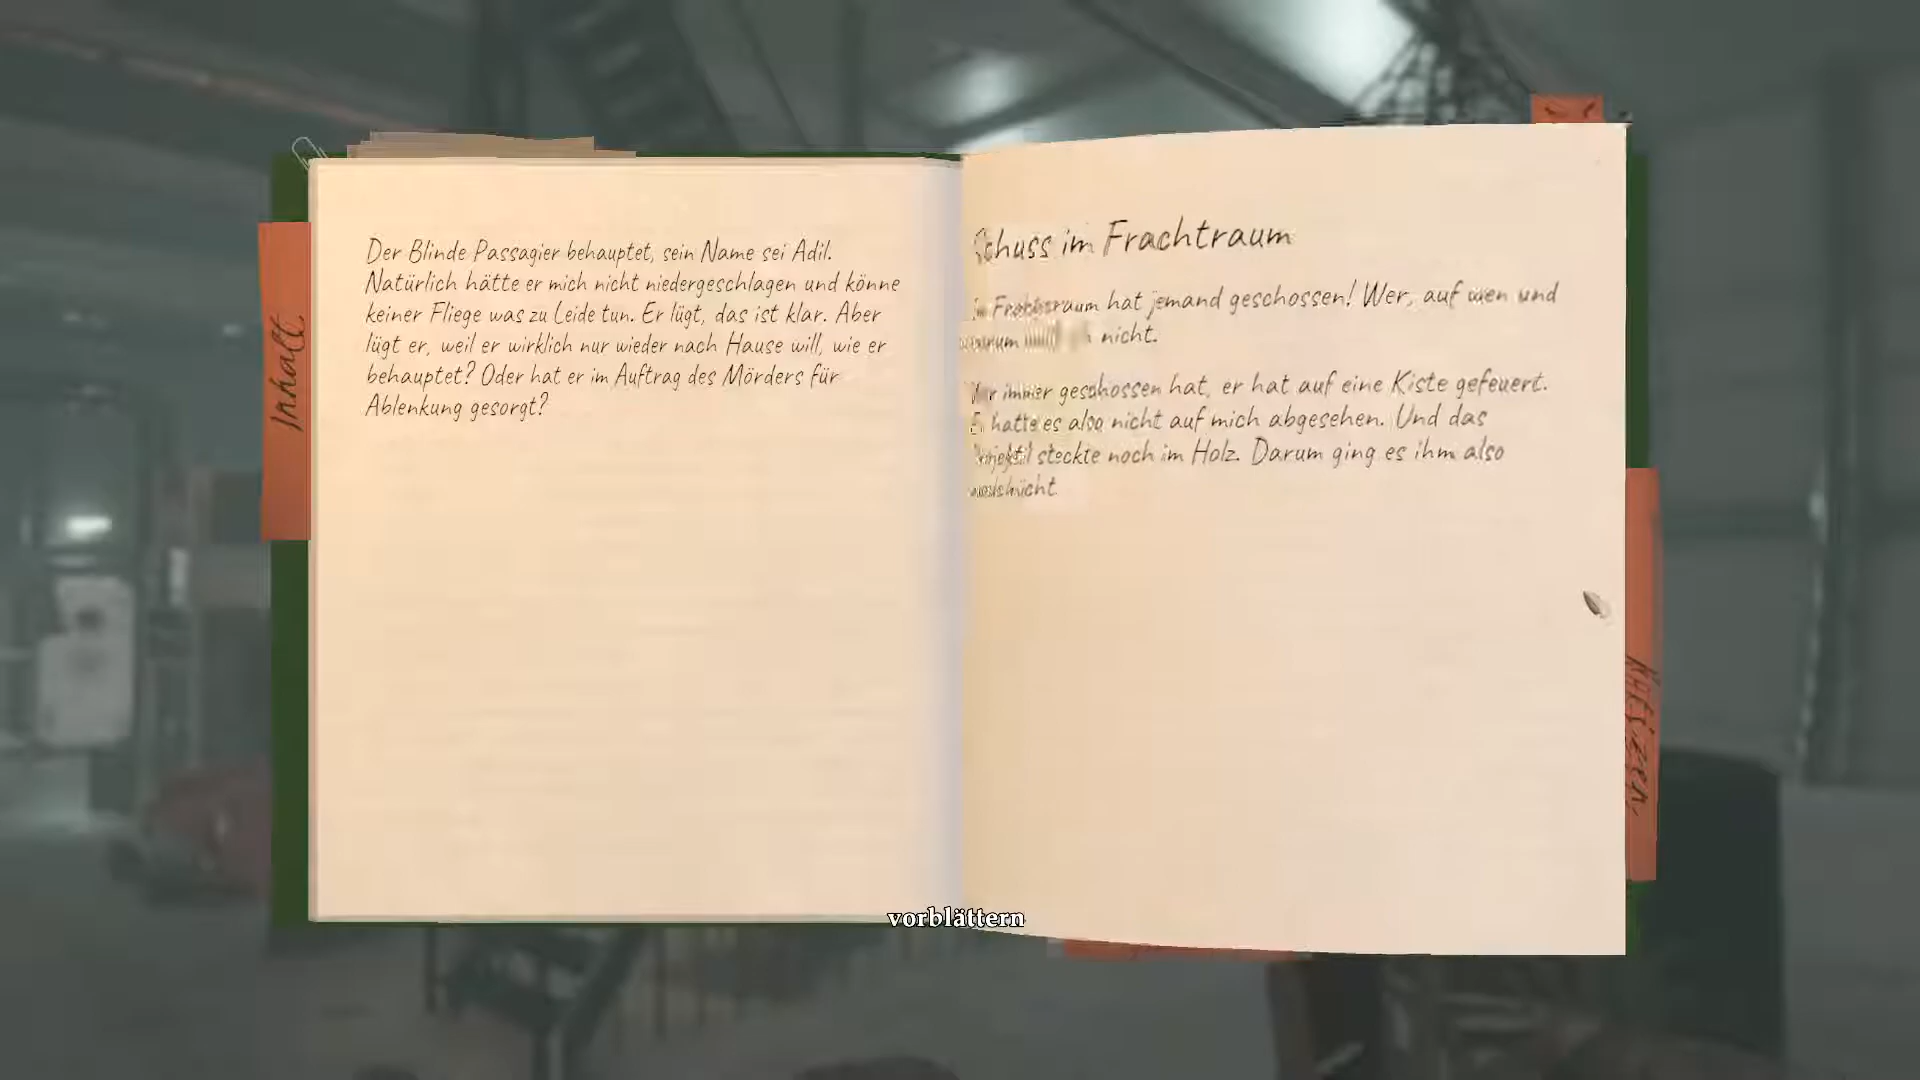 Der Blinde Passagier behauptet, sein Name sei Adil.
Natürlich hätte er mich nicht niedergeschlagen und könne
keiner Fliege was zu Leide tun. Er lügt, das ist klar. Aber
lügt er, weil er wirklich nur wieder nach Hause will, wie er
behauptet? Oder hat er im Auftrag des Mörders für
Ablenkung gesorgt?
Schuss im Frachtraum
Frachtraum hat jemand geschossen! Wer, auf wen und
nicht.
immer geschossen hat, er hat auf eine Kiste gefeuert.
hatte es also nicht auf mich abgesehen. Und das
Projektil steckte noch im Holz. Darum ging es ihm also
Inhalt
Notizen
vorblättern